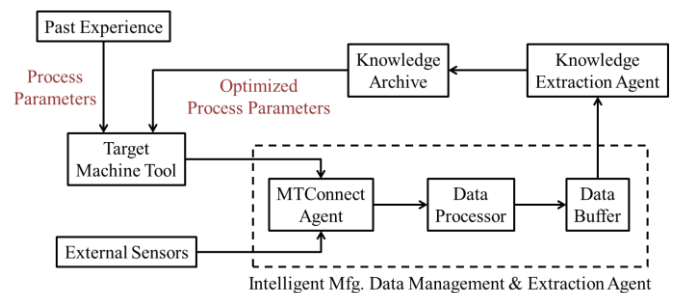 Past Experience
Process
Parameters
Optimized
Process Parameters
Knowledge
Archive
Knowledge
Extraction Agent
Target
Machine Tool
MTConnect
Agent
Data
Processor
Data
Buffer
External Sensors
Intelligent Mfg. Data Management & Extraction Agent